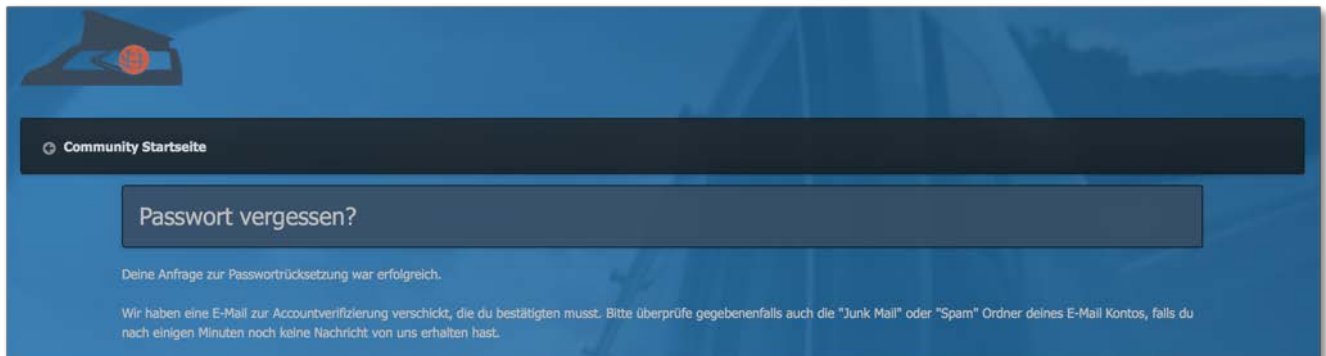 Community Startseite
Passwort vergessen?
Deine Anfrage zur Passwortrücksetzung war erfolgreich.
Wir haben eine E-Mail zur Accountverifizierung verschickt, die du bestätigten musst. Bitte überprüfe gegebenenfalls auch die "Junk Mail" oder "Spam" Ordner deines E-Mail Kontos, falls du
nach einigen Minuten noch keine Nachricht von uns erhalten hast.